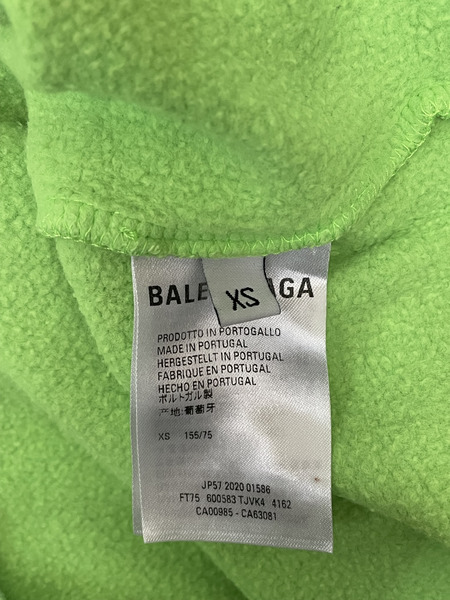 BALE GA
XS
PRODOTTO IN PORTOGALLO
MADE IN PORTUGAL
HERGESTELLT IN PORTUGAL
FABRIQUE EN PORTUGAL
HECHO EN PORTUGAL
ポルトガル製
产地:葡萄牙
XS 155/75
JP57 2020 01586
FT75 600583 TJVK4 4162
CA00985 - CA63081